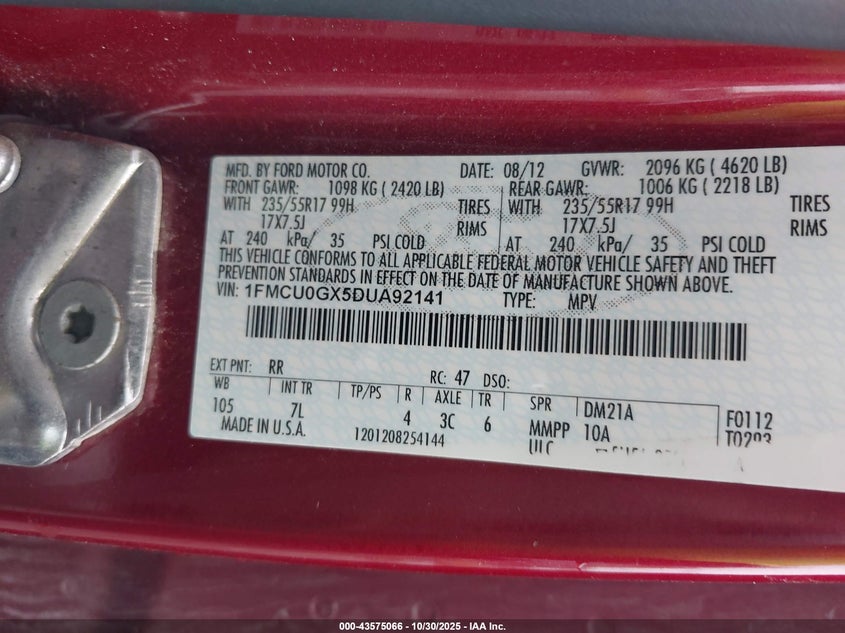 MFD. BY FORD MOTOR CO. DATE: 08/12 GVWR: 2096 KG ( 4620 LB)
FRONT GAWR: 1098 KG ( 2420 LB) REAR GAWR: 1006 KG ( 2218 LB)
WITH 235/55R17 99H TIRES WITH 235/55R17 99H TIRES
17X7.5J RIMS 17X7.5J RIMS
AT 240 kPa/ 35 PSI COLD AT 240 kPa/ 35 PSI COLD
THIS VEHICLE CONFORMS TO ALL APPLICABLE FEDERAL MOTOR VEHICLE SAFETY AND THEFT
PREVENTION STANDARDS IN EFFECT ON THE DATE OF MANUFACTURE SHOWN ABOVE.
VIN: 1FMCU0GX5DUA92141 TYPE: MPV
EXT PNT: RR RC: 47 DSO:
WB INT TR TP/PS R AXLE TR SPR DM21A F0112
105 7L 4 3C 6 MMPP 10A T0203
MADE IN U.S.A. 1201208254144 ULC
000-43575066 - 10/30/2025 - IAA Inc.